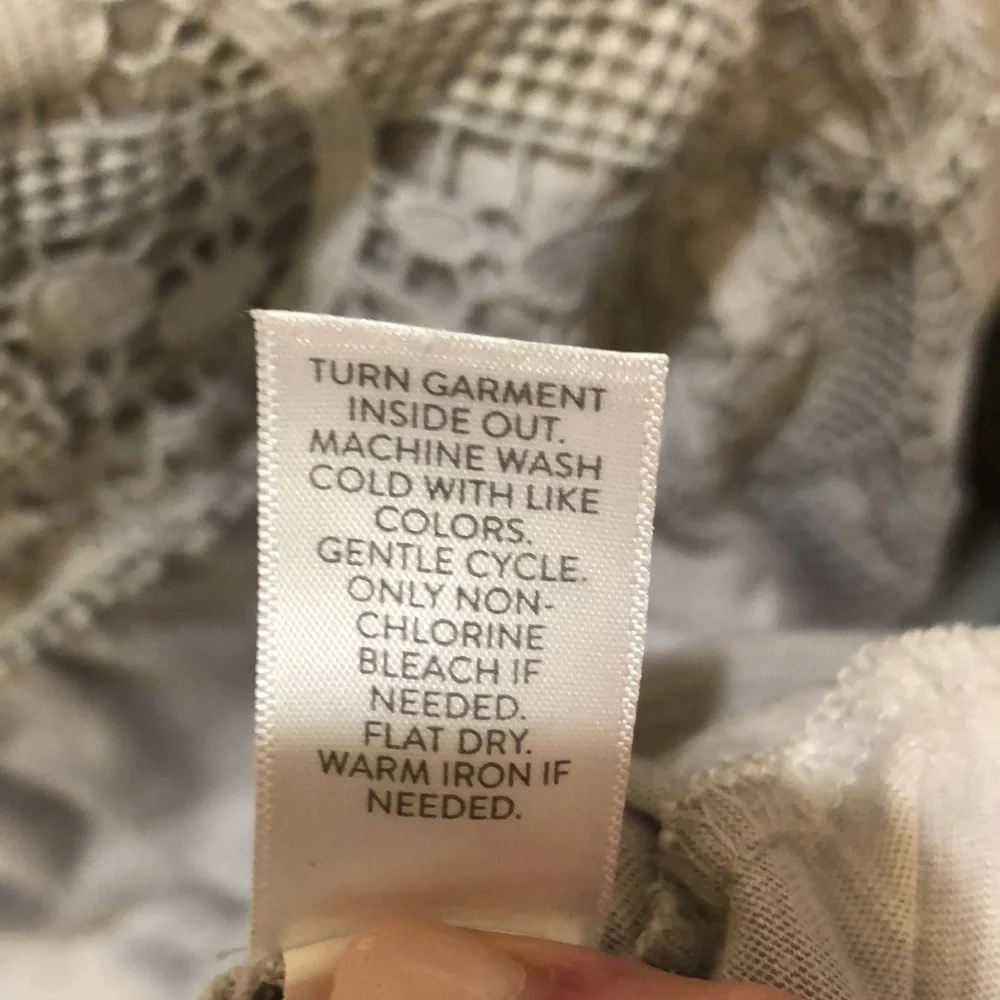 TURN GARMENT
INSIDE OUT.
MACHINE WASH
COLD WITH LIKE
COLORS.
GENTLE CYCLE.
ONLY NON-
CHLORINE
BLEACH IF
NEEDED.
FLAT DRY.
WARM IRON IF
NEEDED.